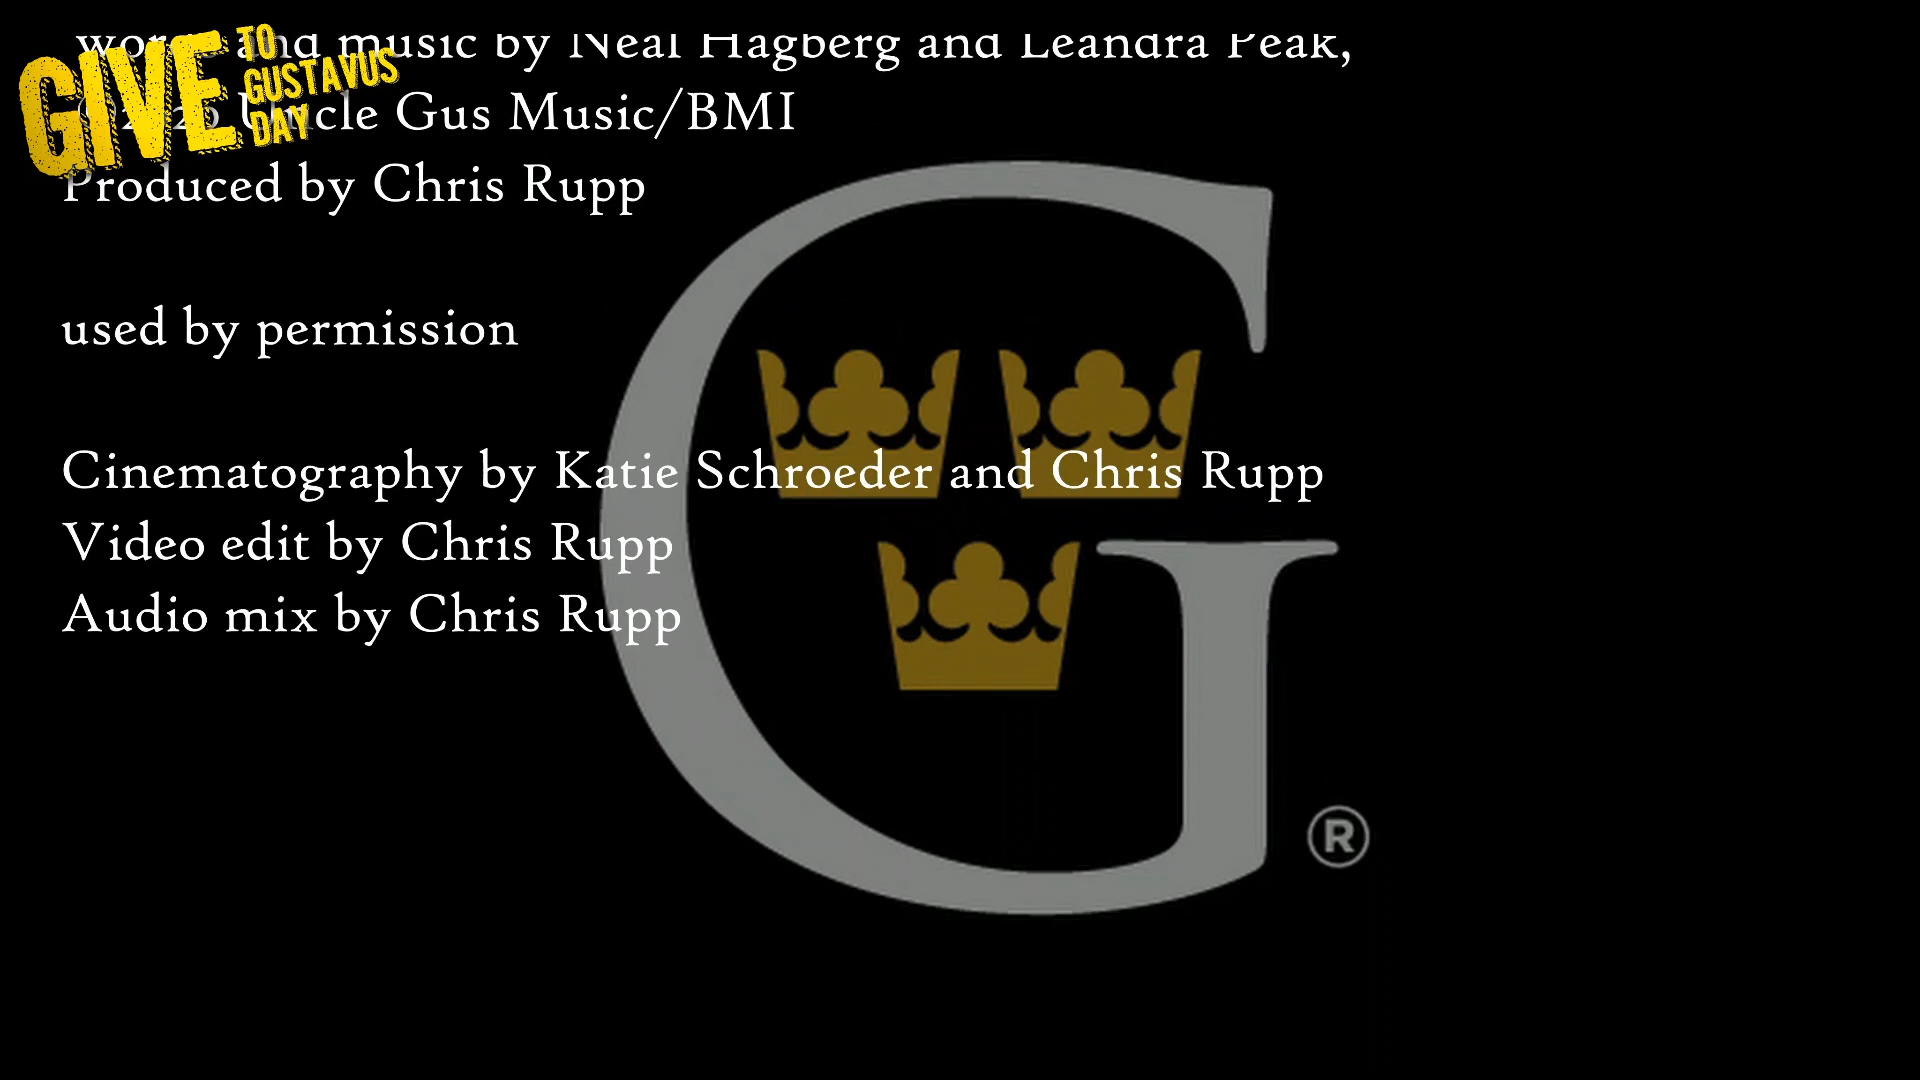 GIVE TO GUSTAVUS DAY
and music by Neal Hagberg and Leandra Peak,
Uncle Gus Music/BMI
Produced by Chris Rupp
used by permission
Cinematography by Katie Schroeder and Chris Rupp
Video edit by Chris Rupp
Audio mix by Chris Rupp
G
®